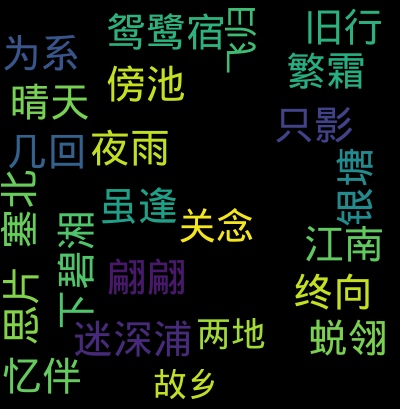 鸳鹭宿
飞归
旧行
为系
繁霜
傍池
晴天
只影
几回
夜雨
银塘
塞北
虽逢
关念
下碧湘
江南
翩翩
思片
终向
迷深浦
两地
蜕翎
忆伴
故乡